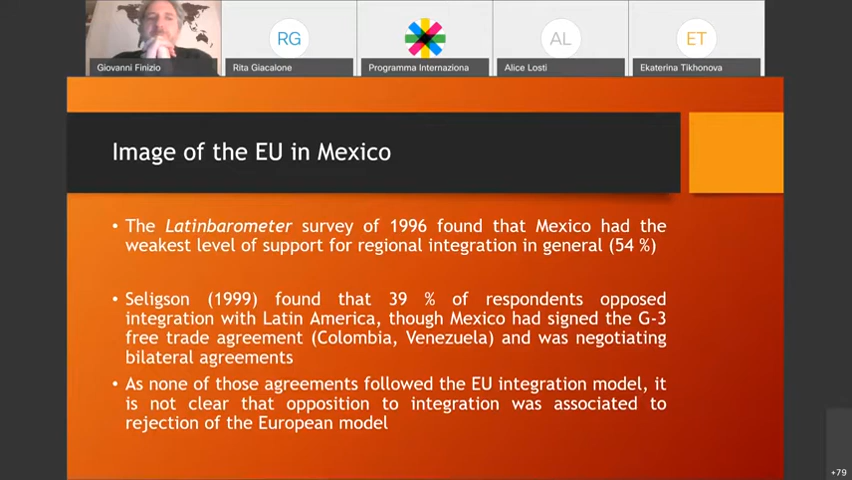 RG
AL
ET
Giovanni Finizio
Rita Giacalone
Programma Internaziona
Alice Losti
Ekaterina Tikhonova
Image of the EU in Mexico
• The Latinbarometer survey of 1996 found that Mexico had the
weakest level of support for regional integration in general (54 %)
• Seligson (1999) found that 39 % of respondents opposed
integration with Latin America, though Mexico had signed the G-3
free trade agreement (Colombia, Venezuela) and was negotiating
bilateral agreements
• As none of those agreements followed the EU integration model, it
is not clear that opposition to integration was associated to
rejection of the European model
+79